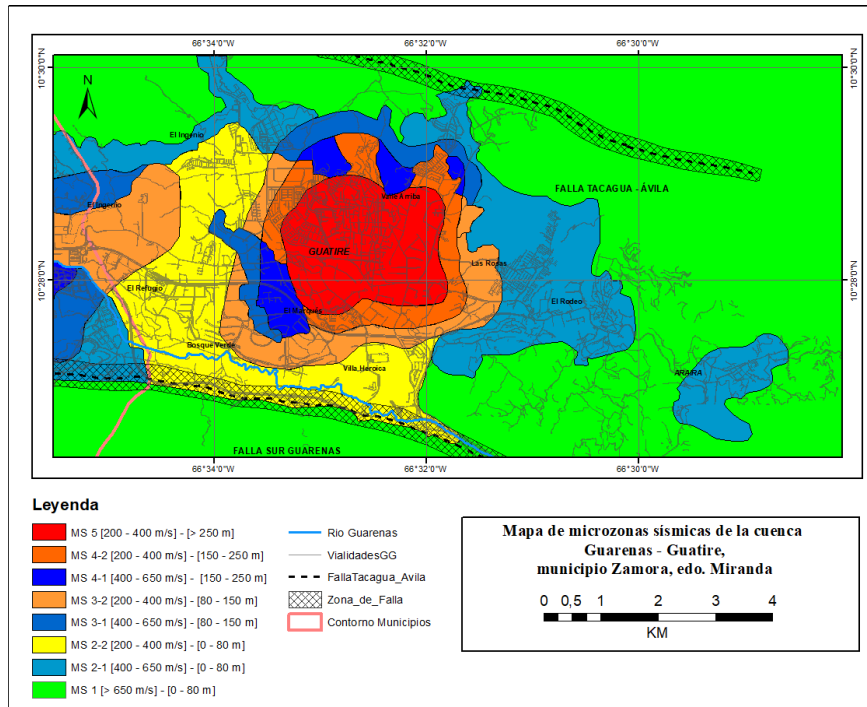 66°34'0"W
66°32'0"W
66°30'0"W
10°30'0"N
10°30'0"N
N
El Ingenio
FALLA TACAGUA - ÁVILA
Valle Arriba
El Ingenio
GUATIRE
Las Rosas
10°28'0"N
10°28'0"N
El Refugio
El Rodeo
El Marqués
Bosque Verde
Villa Heroica
ARAIRA
FALLA SUR GUARENAS
66°34'0"W
66°32'0"W
66°30'0"W
Leyenda
MS 5 [200 - 400 m/s] - [> 250 m]
MS 4-2 [200 - 400 m/s] - [150 - 250 m]
MS 4-1 [400 - 650 m/s] - [150 - 250 m]
MS 3-2 [200 - 400 m/s] - [80 - 150 m]
MS 3-1 [400 - 650 m/s] - [80 - 150 m]
MS 2-2 [200 - 400 m/s] - [0 - 80 m]
MS 2-1 [400 - 650 m/s] - [0 - 80 m]
MS 1 [> 650 m/s] - [0 - 80 m]
Rio Guarenas
VialidadesGG
FallaTacagua_Avila
Zona_de_Falla
Contorno Municipios
Mapa de microzonas sísmicas de la cuenca
Guarenas - Guatire,
municipio Zamora, edo. Miranda
0 0,5 1 2 3 4
KM